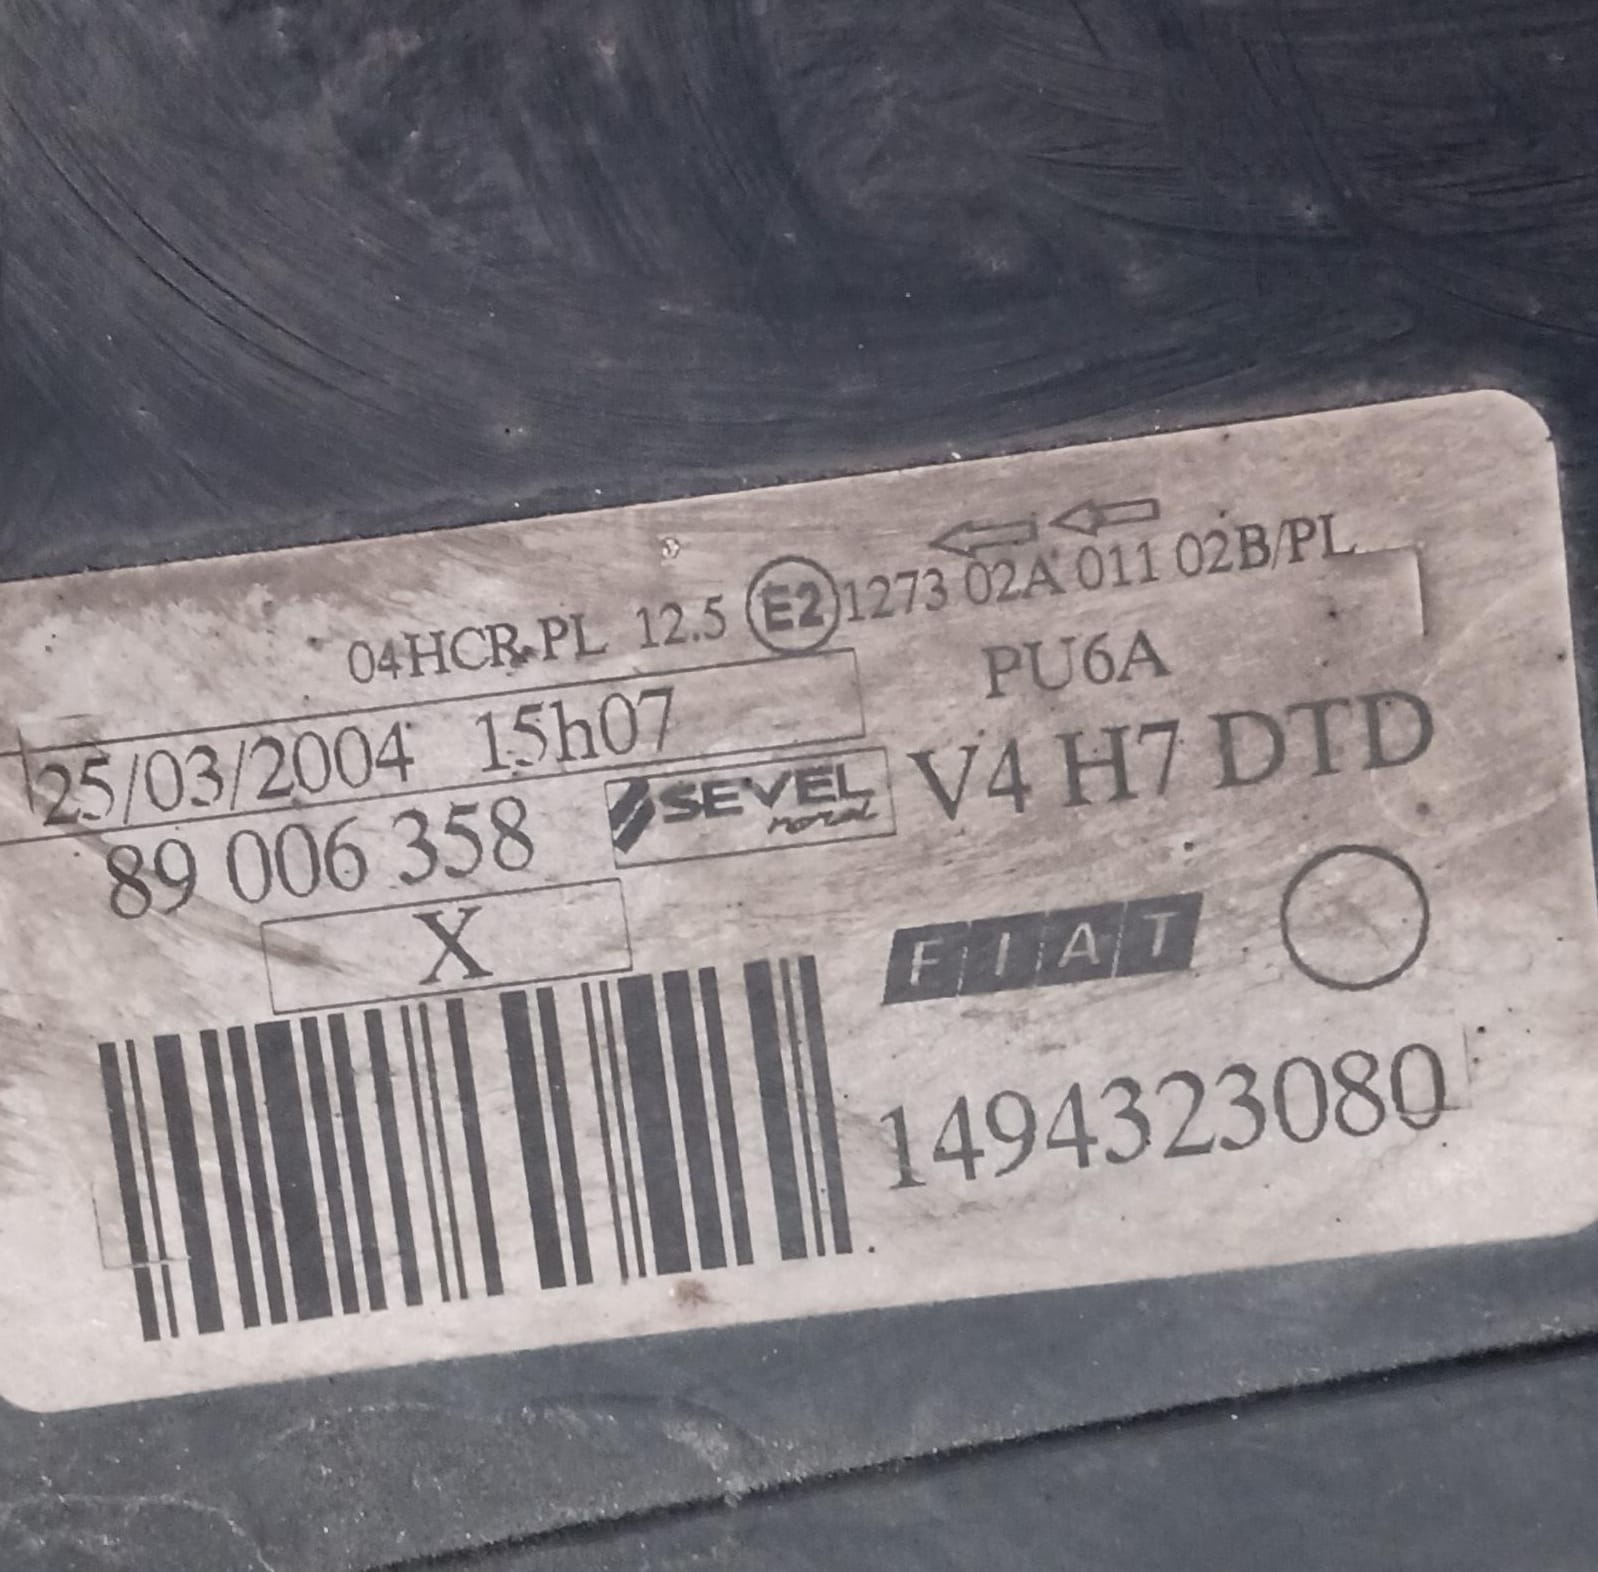 04HCR.PL 12.5 E2 1273 02A 011 02B/PL
PU6A
25/03/2004 15h07
V4 H7 DTD
89 006 358
SEVEL
nord
X
FIAT
1494323080